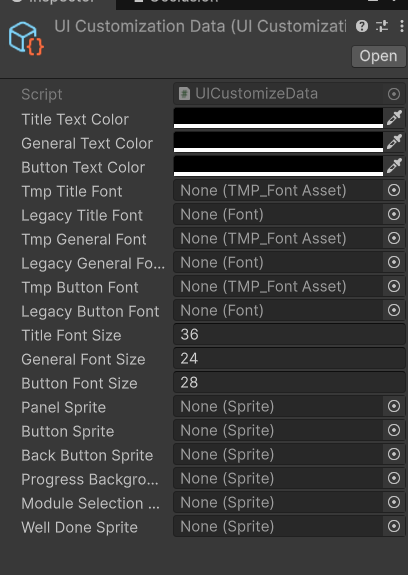 Inspector Occlusion
UI Customization Data (UI Customizati
Open
Script UICustomizeData
Title Text Color
General Text Color
Button Text Color
Tmp Title Font None (TMP_Font Asset)
Legacy Title Font None (Font)
Tmp General Font None (TMP_Font Asset)
Legacy General Fo... None (Font)
Tmp Button Font None (TMP_Font Asset)
Legacy Button Font None (Font)
Title Font Size 36
General Font Size 24
Button Font Size 28
Panel Sprite None (Sprite)
Button Sprite None (Sprite)
Back Button Sprite None (Sprite)
Progress Backgro... None (Sprite)
Module Selection ... None (Sprite)
Well Done Sprite None (Sprite)